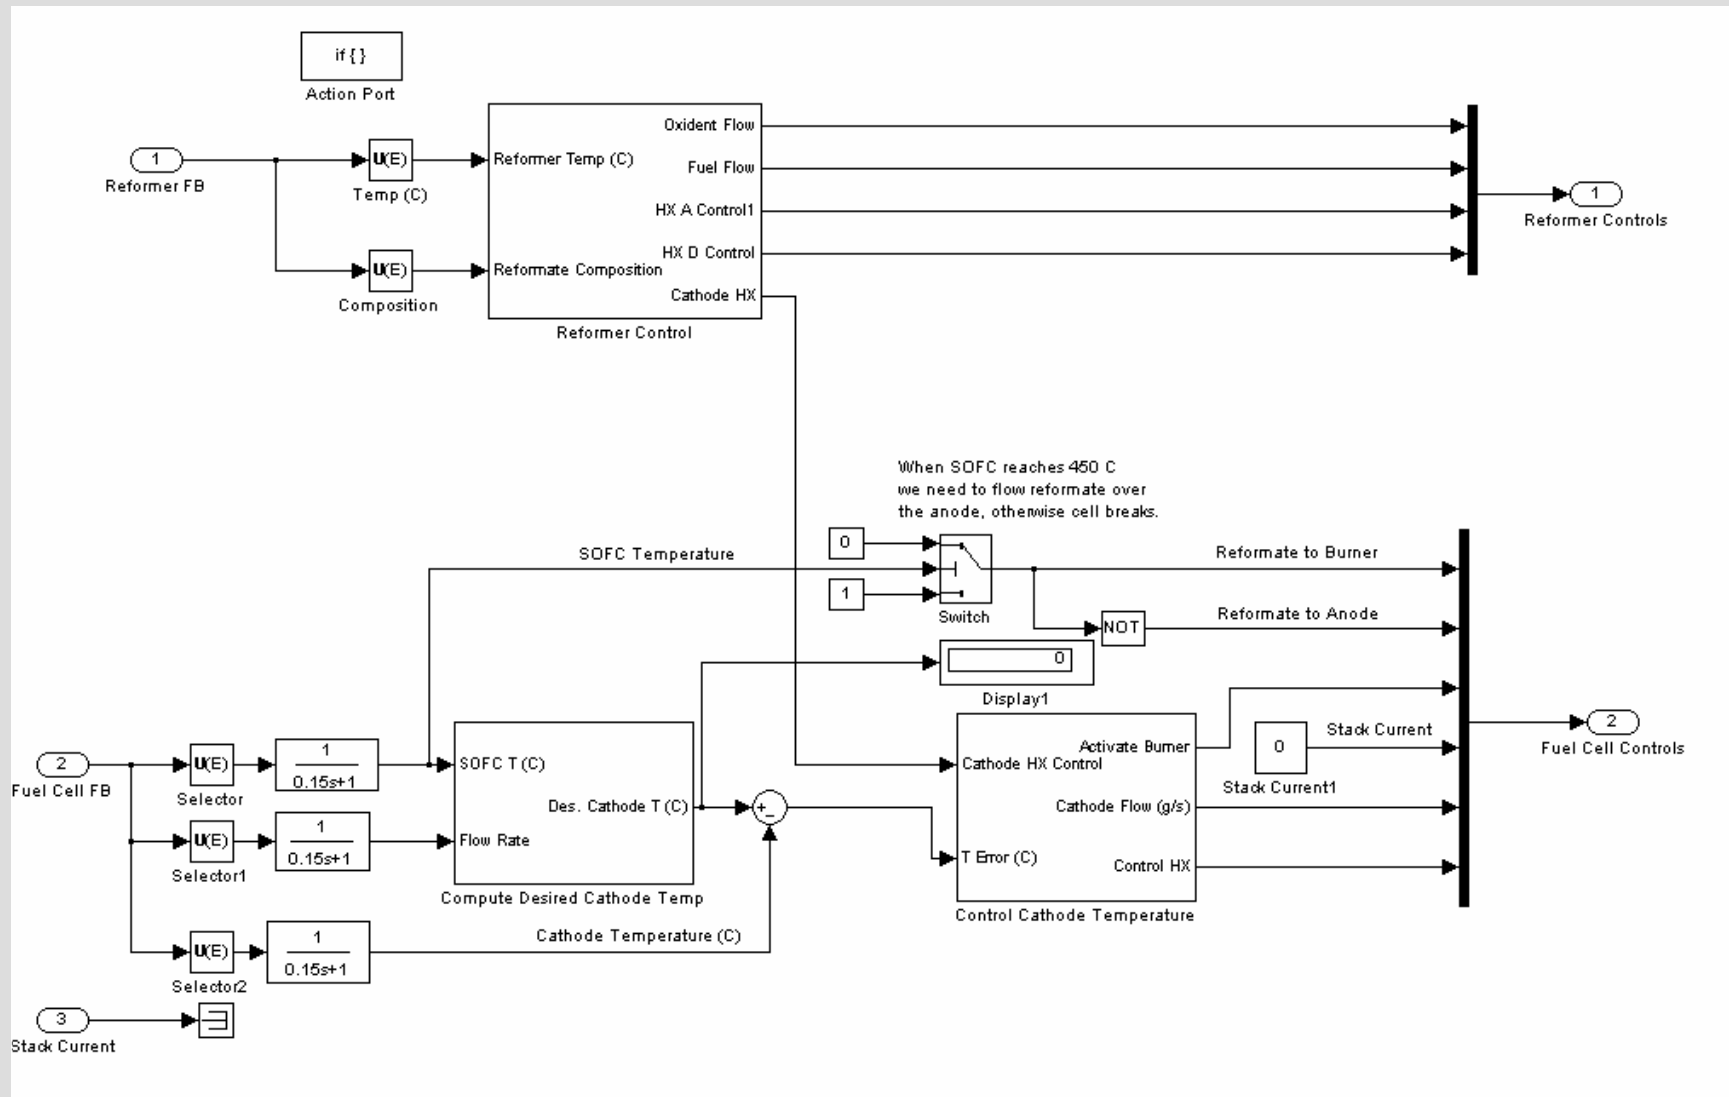 if { }
Action Port
1
Reformer FB
U(E)
Temp (C)
U(E)
Composition
Reformer Temp (C)
Reformate Composition
Oxident Flow
Fuel Flow
HX A Control1
HX D Control
Cathode HX
Reformer Control
1
Reformer Controls
When SOFC reaches 450 C
we need to flow reformate over
the anode, otherwise cell breaks.
SOFC Temperature
0
1
Switch
Reformate to Burner
NOT
Reformate to Anode
0
Display1
2
Fuel Cell FB
U(E)
Selector
1
0.15s+1
U(E)
Selector1
1
0.15s+1
U(E)
Selector2
1
0.15s+1
SOFC T (C)
Flow Rate
Des. Cathode T (C)
Compute Desired Cathode Temp
+
−
Cathode Temperature (C)
Cathode HX Control
T Error (C)
Activate Burner
Cathode Flow (g/s)
Control HX
Control Cathode Temperature
0
Stack Current1
Stack Current
2
Fuel Cell Controls
3
Stack Current